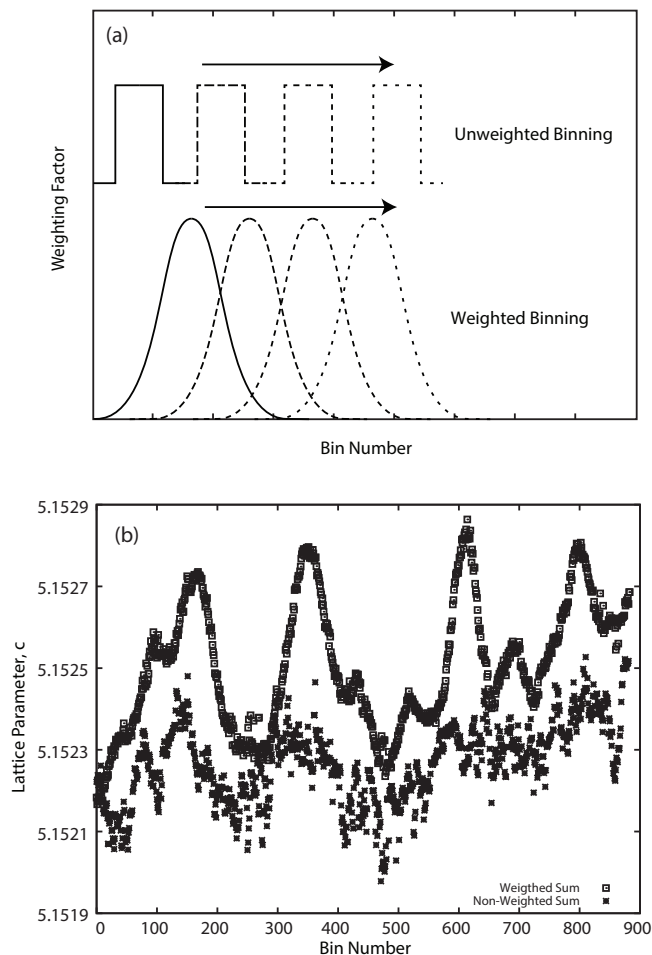 (a)
Unweighted Binning
Weighting Factor
Weighted Binning
Bin Number
(b)
5.1529
5.1527
5.1525
5.1523
5.1521
5.1519
Lattice Parameter, c
Weigthed Sum
Non-Weighted Sum
0 100 200 300 400 500 600 700 800 900
Bin Number